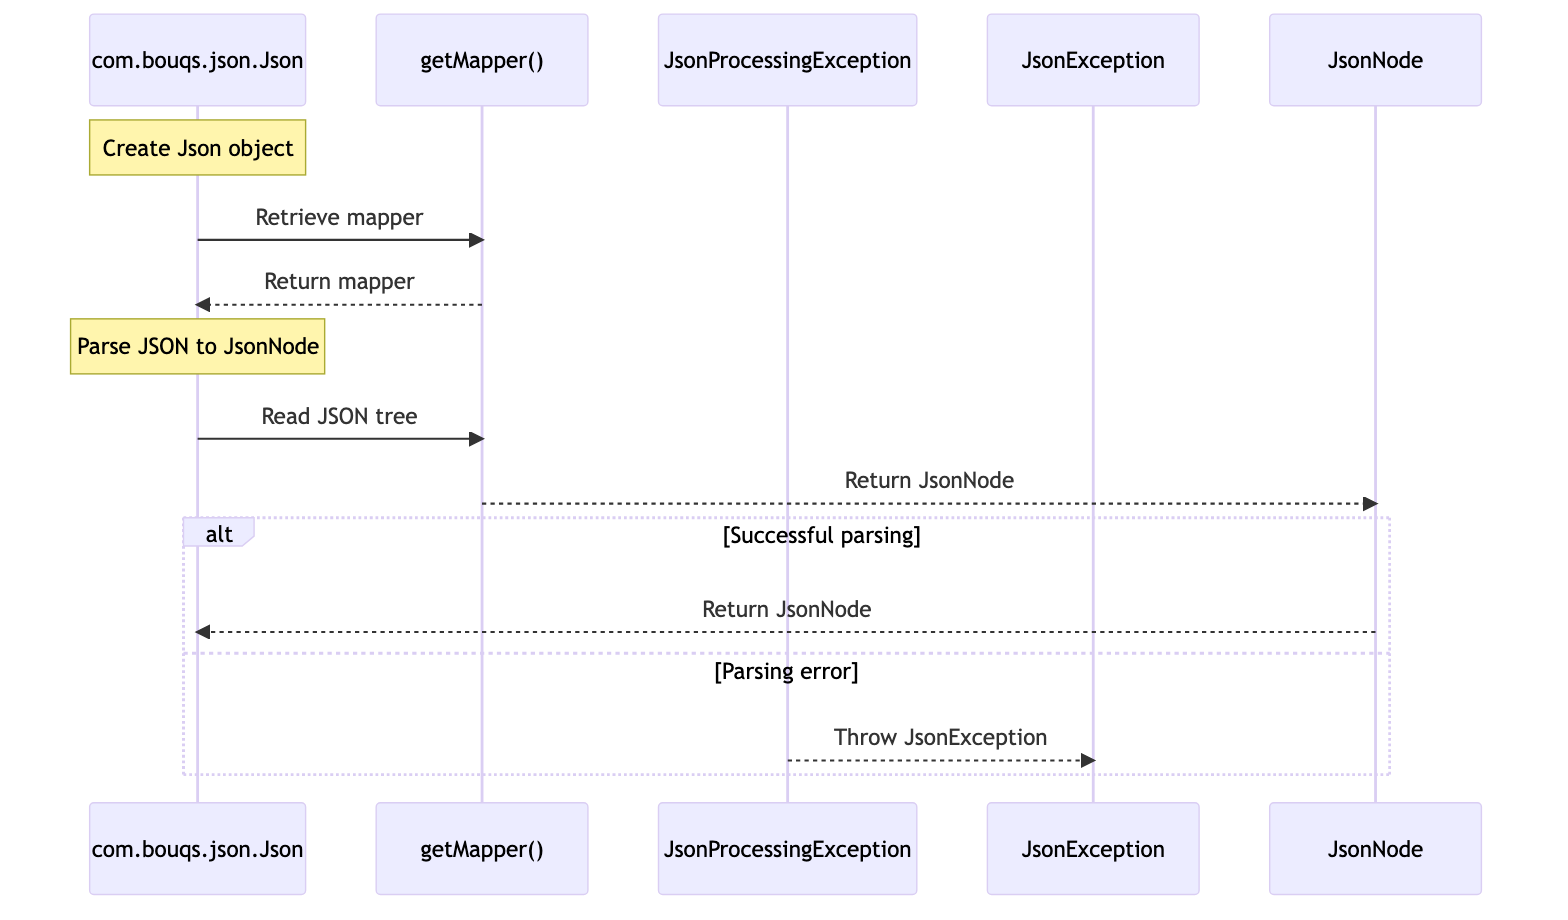 com.bouqs.json.Json
getMapper()
JsonProcessingException
JsonException
JsonNode
Create Json object
Retrieve mapper
Return mapper
Parse JSON to JsonNode
Read JSON tree
Return JsonNode
alt
[Successful parsing]
Return JsonNode
[Parsing error]
Throw JsonException
com.bouqs.json.Json
getMapper()
JsonProcessingException
JsonException
JsonNode